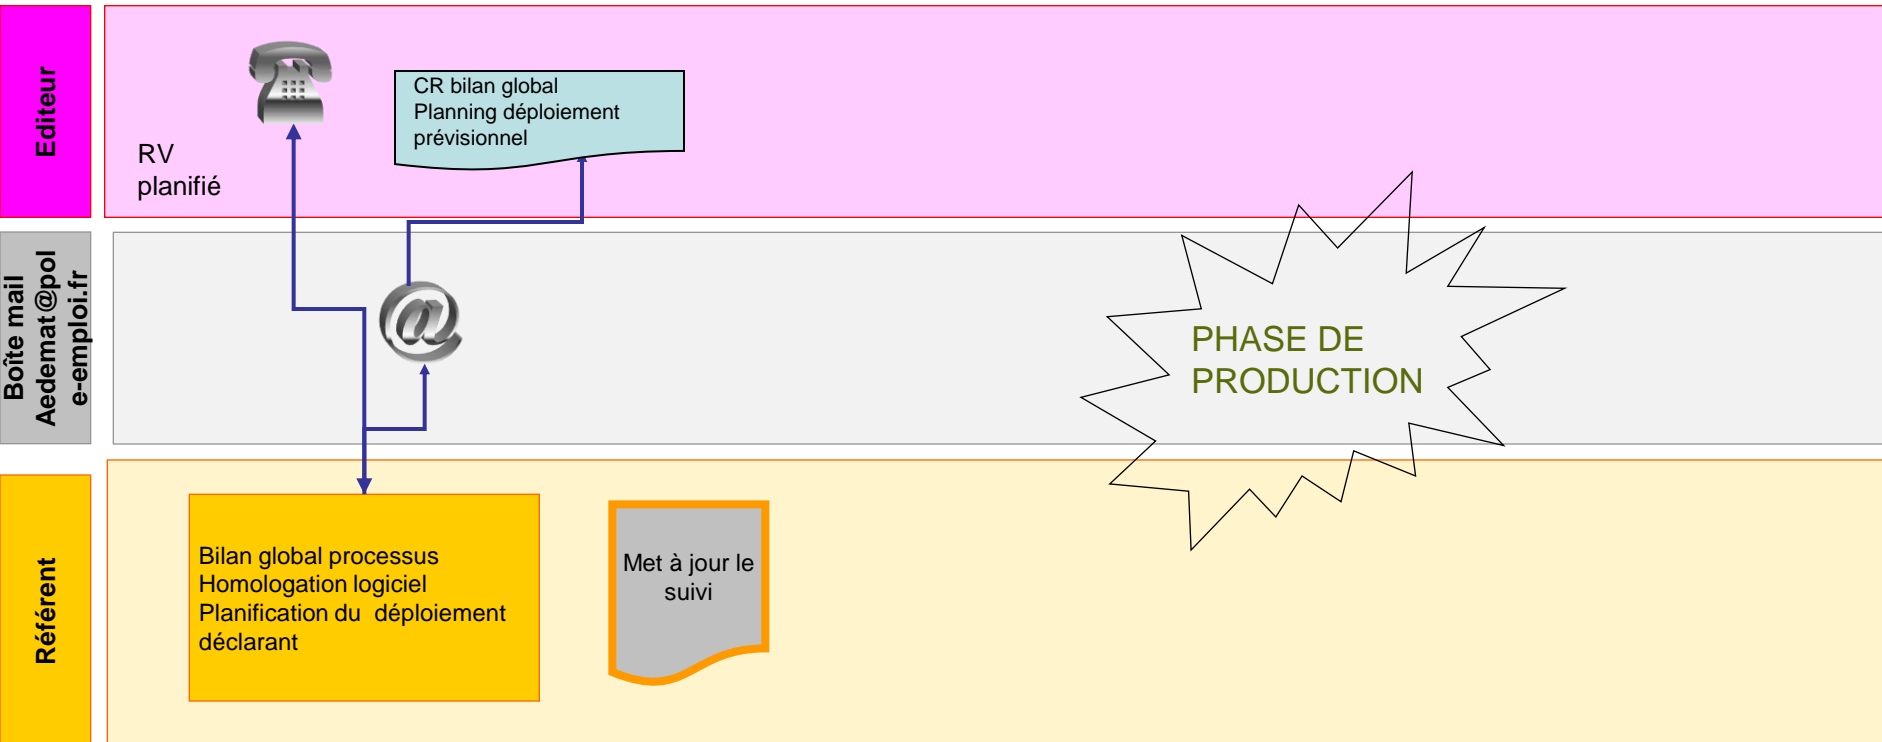 Editeur
RV
planifié
CR bilan global
Planning déploiement
prévisionnel
Boîte mail
Aedemat@pol
e-emploi.fr
PHASE DE
PRODUCTION
Référent
Bilan global processus
Homologation logiciel
Planification du déploiement
déclarant
Met à jour le
suivi